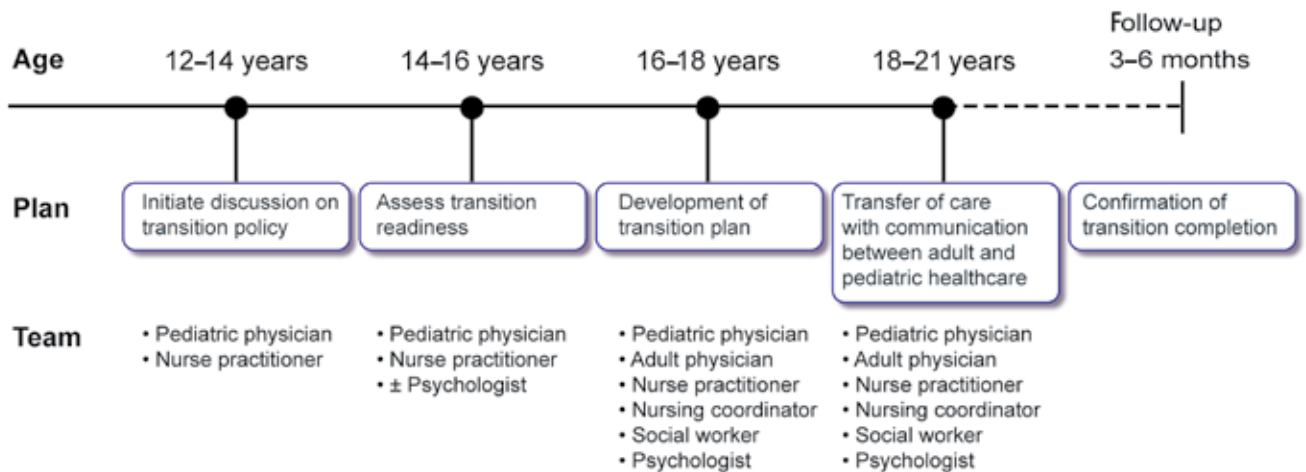 Follow-up
Age 12–14 years 14–16 years 16–18 years 18–21 years 3–6 months
Plan
Initiate discussion on
transition policy
Assess transition
readiness
Development of
transition plan
Transfer of care
with communication
between adult and
pediatric healthcare
Confirmation of
transition completion
Team
• Pediatric physician
• Nurse practitioner
• Pediatric physician
• Nurse practitioner
• ± Psychologist
• Pediatric physician
• Adult physician
• Nurse practitioner
• Nursing coordinator
• Social worker
• Psychologist
• Pediatric physician
• Adult physician
• Nurse practitioner
• Nursing coordinator
• Social worker
• Psychologist